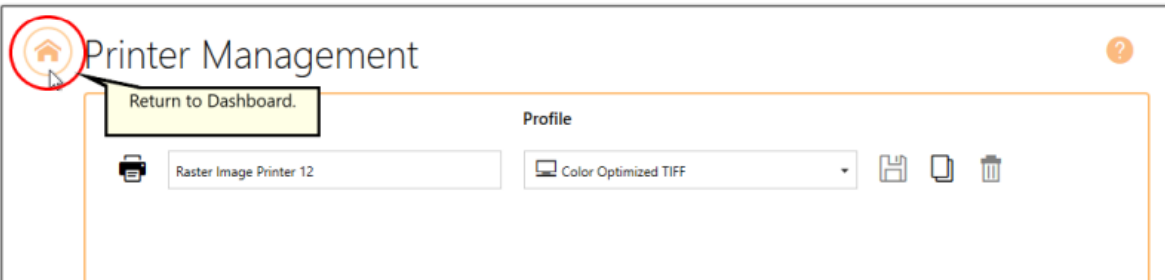 Printer Management
?
Return to Dashboard.
Profile
Raster Image Printer 12
Color Optimized TIFF